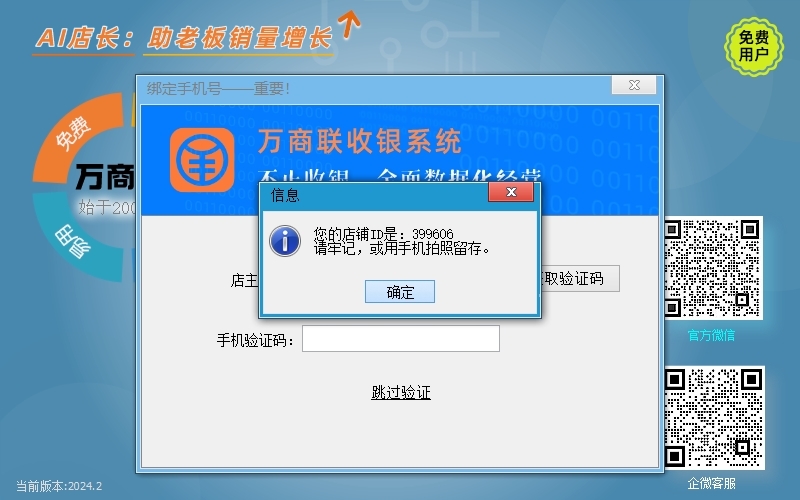 AI店长：助老板销量增长
免费
用户
绑定手机号——重要！
免费
万商联收银系统
万商
不止收银，全面数据化经营
信息
始于200
您的店铺ID是：399606
请牢记，或用手机拍照留存。
易用
店主
取验证码
确定
官方微信
手机验证码：
跳过验证
当前版本:2024.2
企微客服